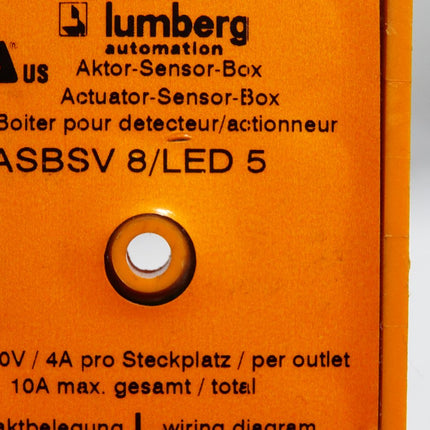 lumberg
automation
US
Aktor-Sensor-Box
Actuator-Sensor-Box
Boiter pour detecteur/actionneur
ASBSV 8/LED 5
0V / 4A pro Steckplatz / per outlet
10A max. gesamt / total
aktbelegung wiring diagram